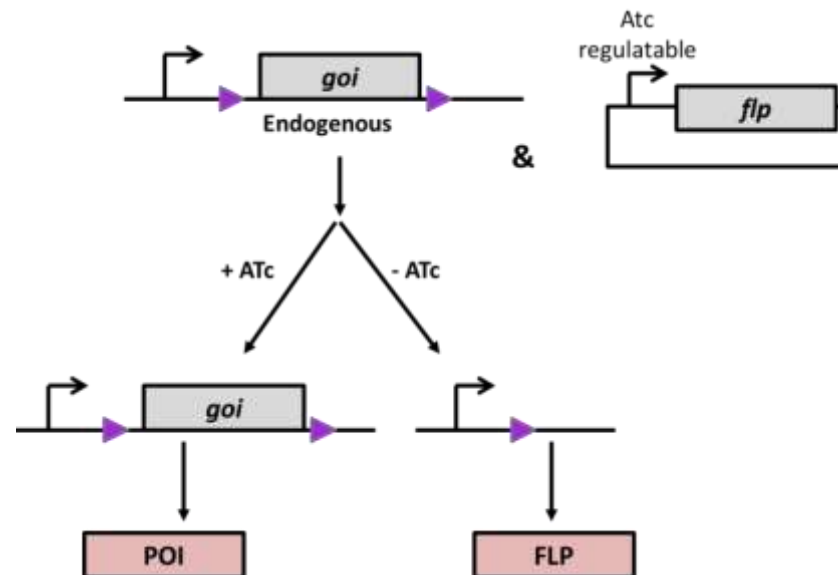 Atc
regulatable
goi
flp
Endogenous
&
+ ATc
- ATc
goi
POI
FLP